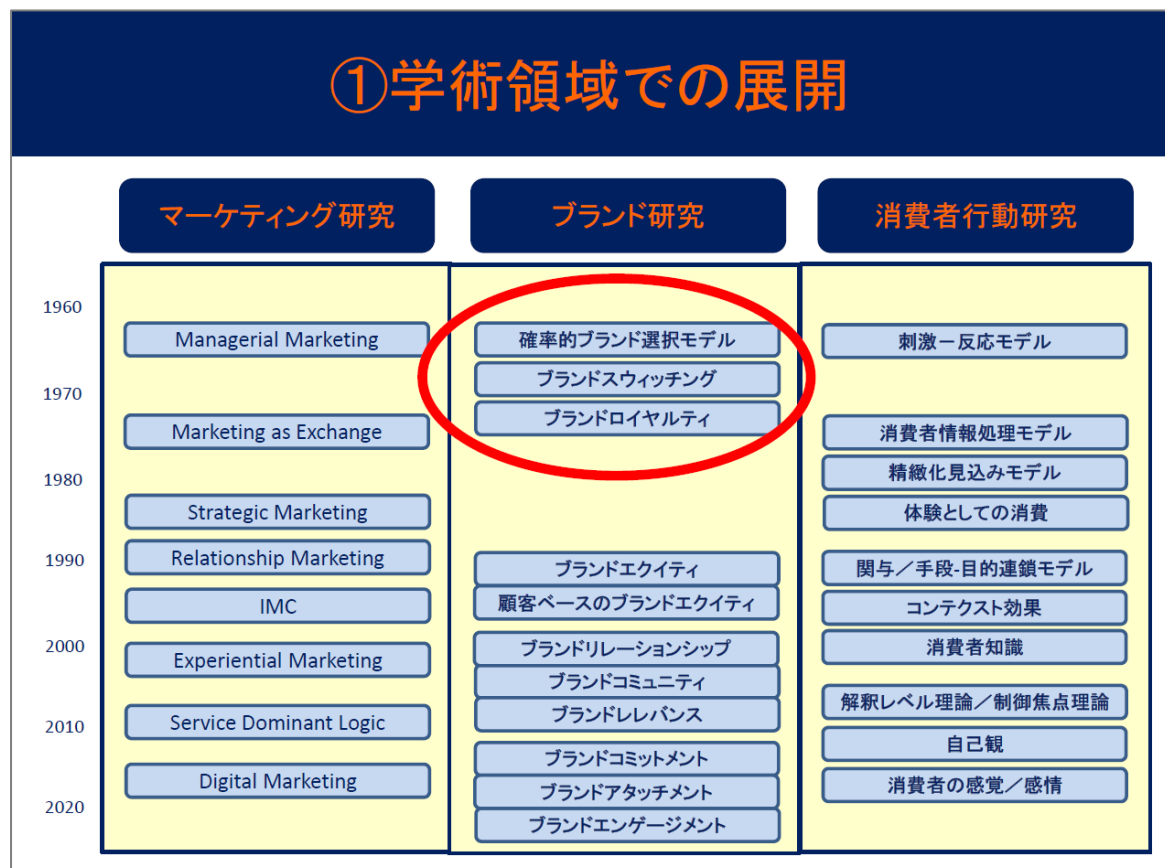 ①学術領域での展開
マーケティング研究
ブランド研究
消費者行動研究
1960
1970
1980
1990
2000
2010
2020
Managerial Marketing
Marketing as Exchange
Strategic Marketing
Relationship Marketing
IMC
Experiential Marketing
Service Dominant Logic
Digital Marketing
確率的ブランド選択モデル
ブランドスウィッチング
ブランドロイヤルティ
ブランドエクイティ
顧客ベースのブランドエクイティ
ブランドリレーションシップ
ブランドコミュニティ
ブランドレレバンス
ブランドコミットメント
ブランドアタッチメント
ブランドエンゲージメント
刺激－反応モデル
消費者情報処理モデル
精緻化見込みモデル
体験としての消費
関与／手段-目的連鎖モデル
コンテクスト効果
消費者知識
解釈レベル理論／制御焦点理論
自己観
消費者の感覚／感情